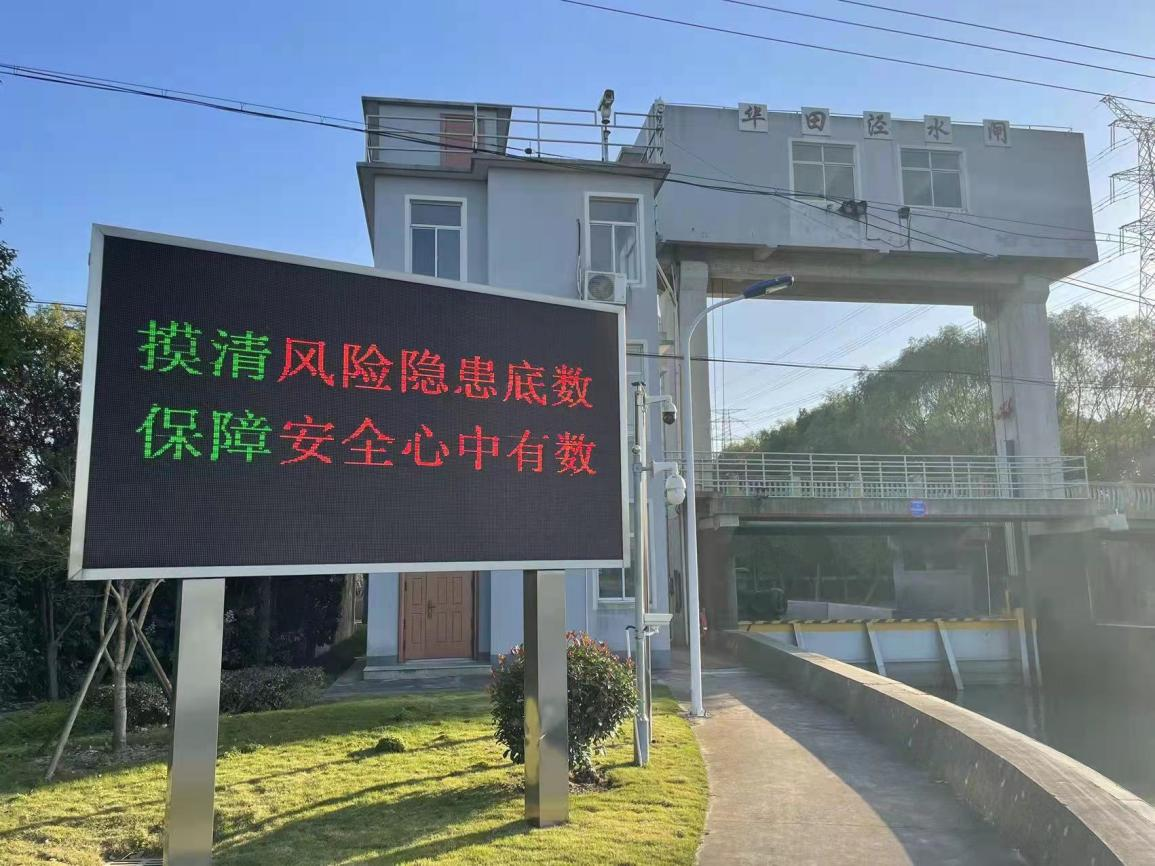 华田泾水闸
摸清风险隐患底数
保障安全心中有数